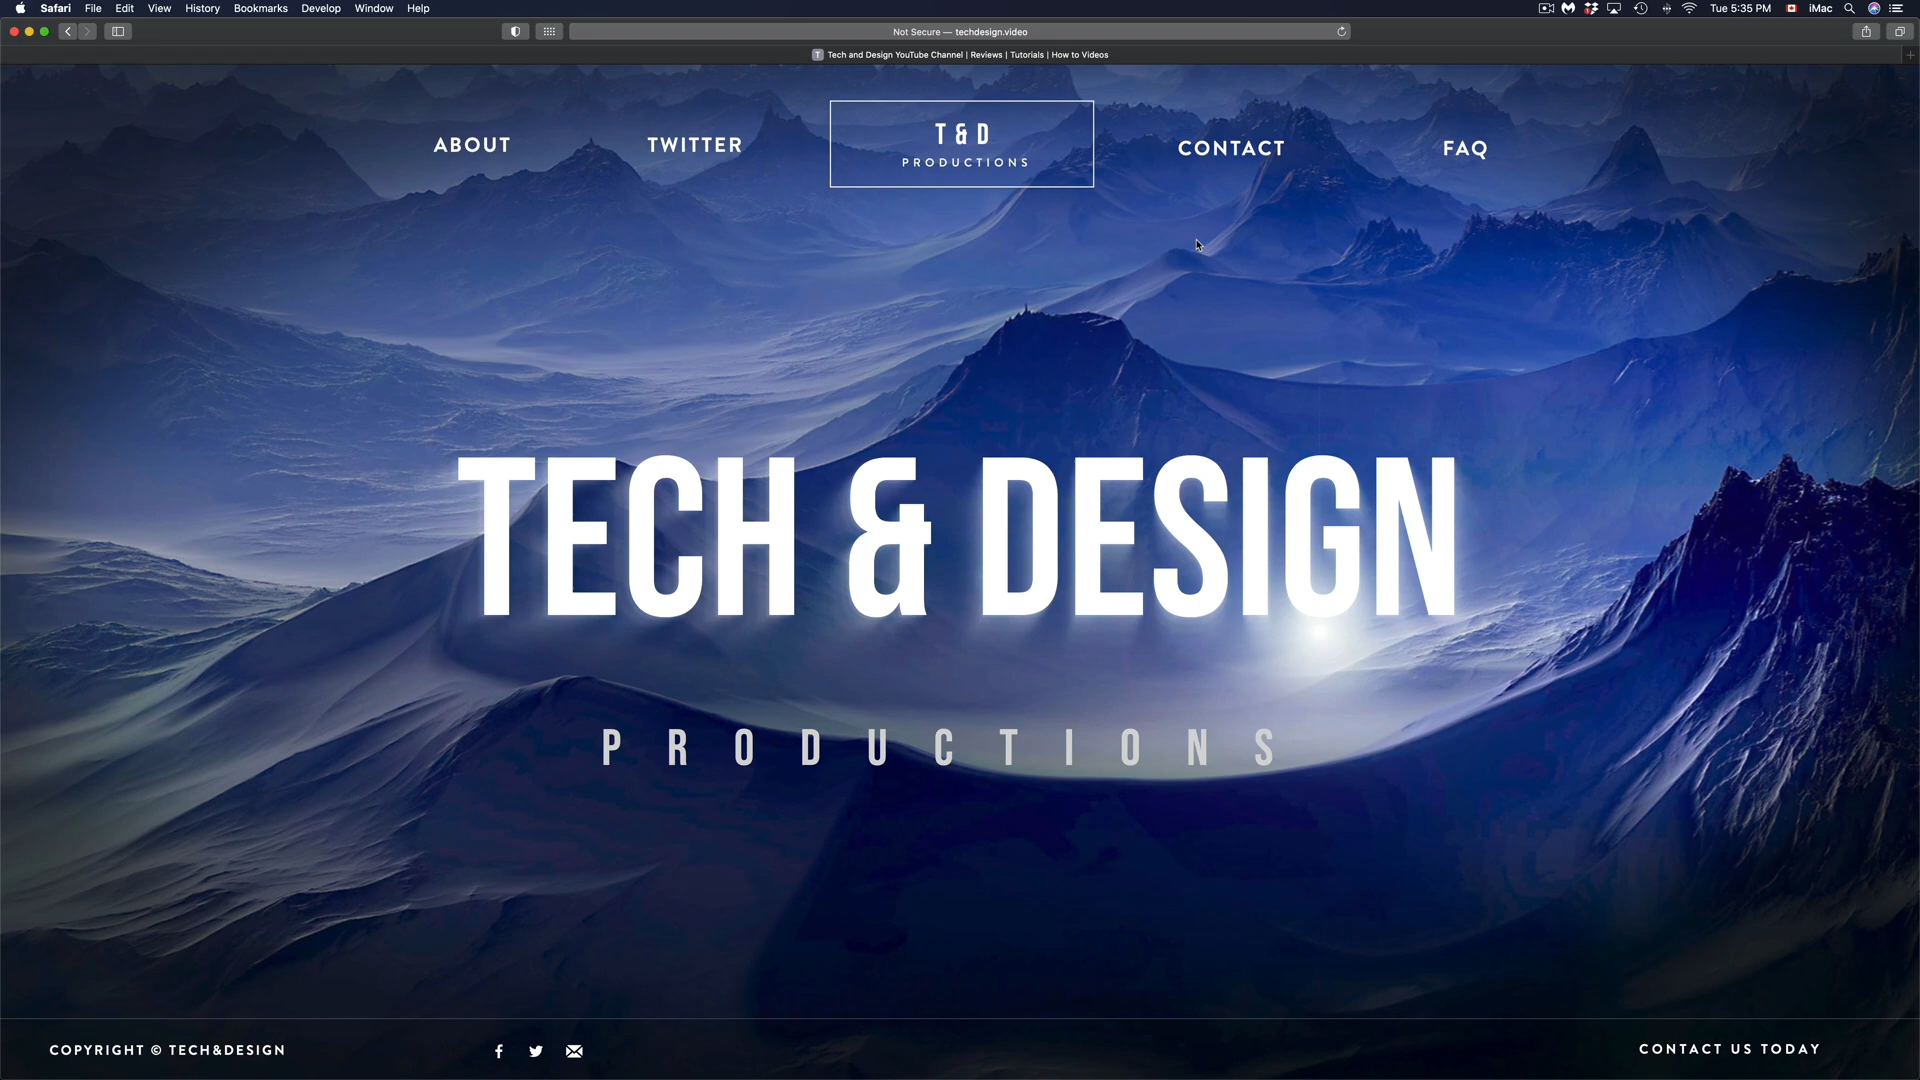 Safari File Edit View History Bookmarks Develop Window Help Tue 5:35 PM iMac
Not Secure — techdesign.video
T Tech and Design YouTube Channel | Reviews | Tutorials | How to Videos
ABOUT TWITTER T & D CONTACT FAQ
PRODUCTIONS
TECH & DESIGN
PRODUCTIONS
COPYRIGHT © TECH&DESIGN CONTACT US TODAY